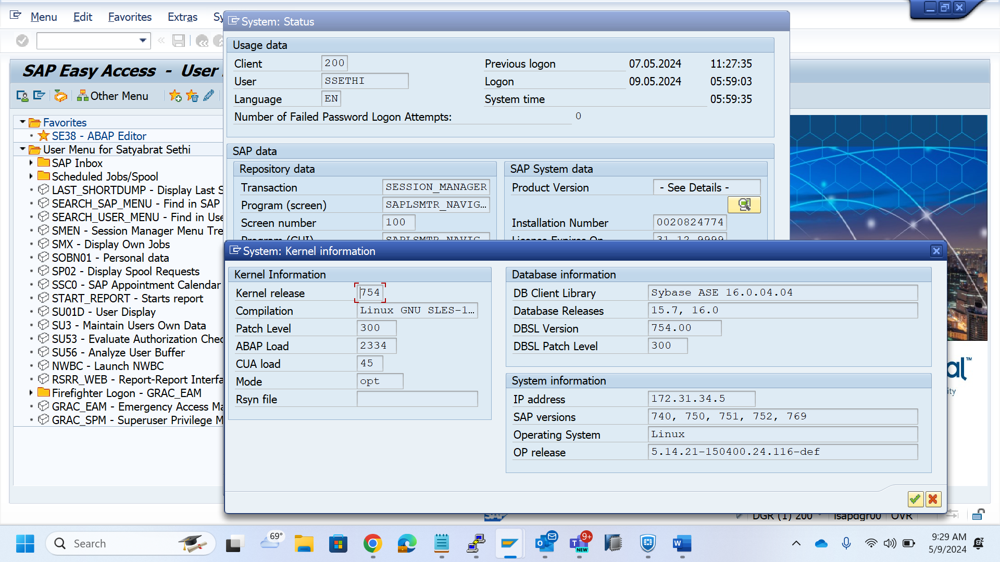 Menu Edit Favorites Extras Sy
System: Status
Usage data
Client 200 Previous logon 07.05.2024 11:27:35
User SSETHI Logon 09.05.2024 05:59:03
Language EN System time 05:59:35
Number of Failed Password Logon Attempts: 0
SAP Easy Access - User
Other Menu
Favorites
SE38 - ABAP Editor
User Menu for Satyabrat Sethi
SAP Inbox
Scheduled Jobs/Spool
LAST_SHORTDUMP - Display Last S
SEARCH_SAP_MENU - Find in SAP
SEARCH_USER_MENU - Find in Use
SMEN - Session Manager Menu Tre
SMX - Display Own Jobs
SOBN01 - Personal data
SP02 - Display Spool Requests
SSC0 - SAP Appointment Calendar
START_REPORT - Starts report
SU01D - User Display
SU3 - Maintain Users Own Data
SU53 - Evaluate Authorization Chec
SU56 - Analyze User Buffer
NWBC - Launch NWBC
RSRR_WEB - Report-Report Interfa
Firefighter Logon - GRAC_EAM
GRAC_EAM - Emergency Access Ma
GRAC_SPM - Superuser Privilege M
SAP data
Repository data
Transaction SESSION_MANAGER
Program (screen) SAPLSMTR_NAVIG...
Screen number 100
Program (GUI) SAPLSMTR_NAVIG
SAP System data
Product Version - See Details -
Installation Number 0020824774
License Expires On 31.12.9999
System: Kernel information
Kernel Information
Kernel release 754
Compilation Linux GNU SLES-1...
Patch Level 300
ABAP Load 2334
CUA load 45
Mode opt
Rsyn file
Database information
DB Client Library Sybase ASE 16.0.04.04
Database Releases 15.7, 16.0
DBSL Version 754.00
DBSL Patch Level 300
System information
IP address 172.31.34.5
SAP versions 740, 750, 751, 752, 769
Operating System Linux
OP release 5.14.21-150400.24.116-def
al™
ity
SAP
DGR (1) 200 lsapdgr00 OVR
Search
69°
9+
NEW
9:29 AM
5/9/2024